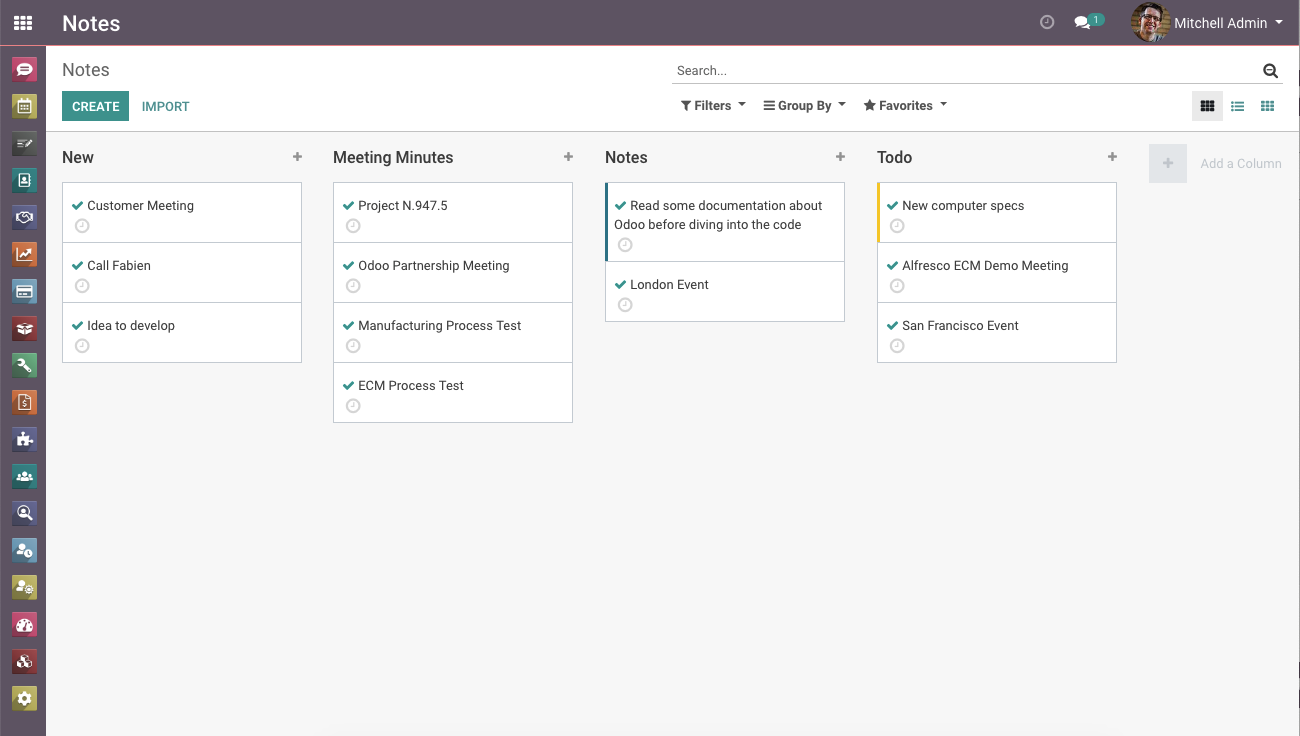 Notes
1
Mitchell Admin
Notes
Search...
CREATE
IMPORT
Filters
Group By
Favorites
New
Customer Meeting
Call Fabien
Idea to develop
Meeting Minutes
Project N.947.5
Odoo Partnership Meeting
Manufacturing Process Test
ECM Process Test
Notes
Read some documentation about
Odoo before diving into the code
London Event
Todo
New computer specs
Alfresco ECM Demo Meeting
San Francisco Event
Add a Column